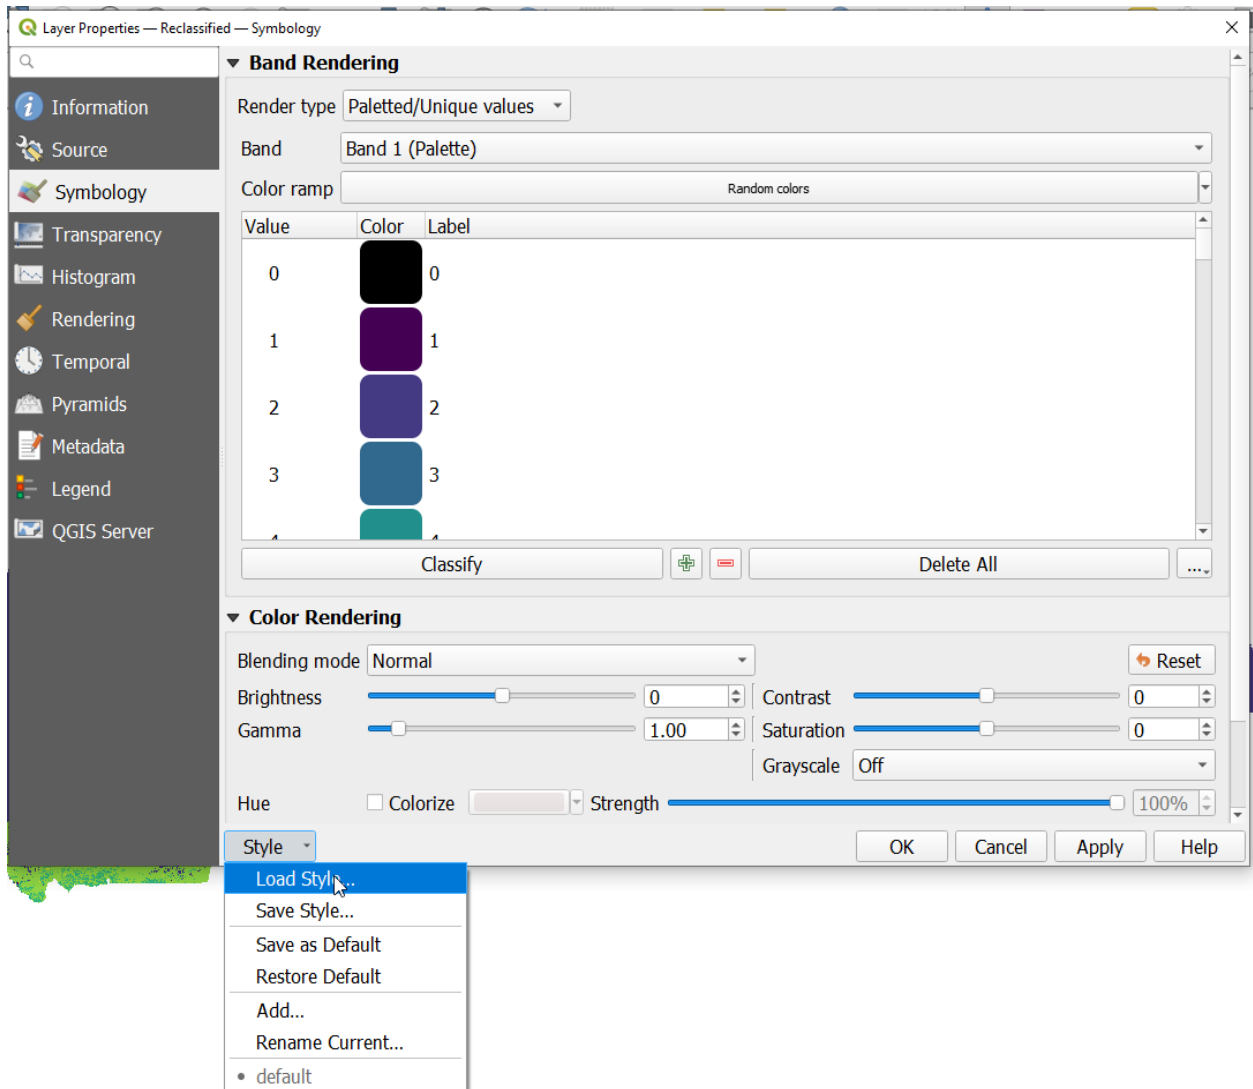 Layer Properties — Reclassified — Symbology
Information
Source
Symbology
Transparency
Histogram
Rendering
Temporal
Pyramids
Metadata
Legend
QGIS Server
Band Rendering
Render type Paletted/Unique values
Band Band 1 (Palette)
Color ramp Random colors
Value Color Label
0 0
1 1
2 2
3 3
4 4
Classify Delete All ...
Color Rendering
Blending mode Normal Reset
Brightness 0 Contrast 0
Gamma 1.00 Saturation 0
Grayscale Off
Hue Colorize Strength 100%
Style OK Cancel Apply Help
Load Style...
Save Style...
Save as Default
Restore Default
Add...
Rename Current...
default